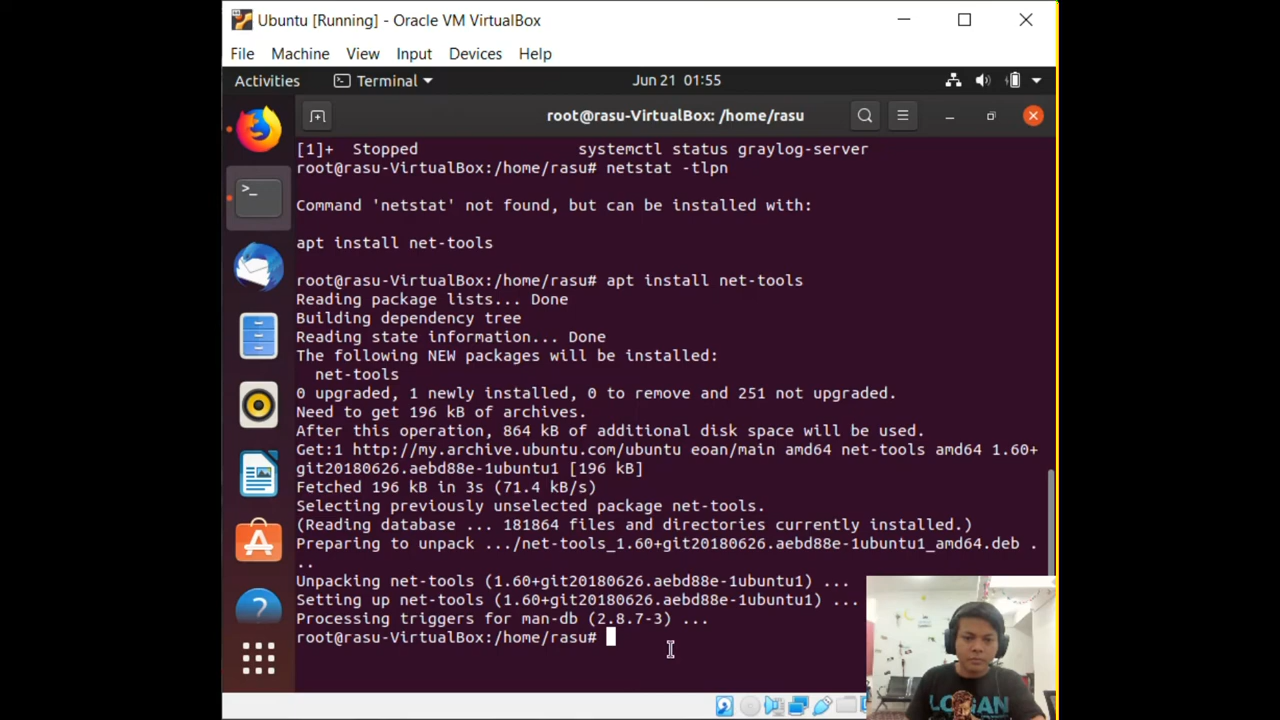 Ubuntu [Running] - Oracle VM VirtualBox
File Machine View Input Devices Help
Activities Terminal Jun 21 01:55
root@rasu-VirtualBox: /home/rasu
[1]+ Stopped systemctl status graylog-server
root@rasu-VirtualBox:/home/rasu# netstat -tlpn
Command 'netstat' not found, but can be installed with:
apt install net-tools
root@rasu-VirtualBox:/home/rasu# apt install net-tools
Reading package lists... Done
Building dependency tree
Reading state information... Done
The following NEW packages will be installed:
net-tools
0 upgraded, 1 newly installed, 0 to remove and 251 not upgraded.
Need to get 196 kB of archives.
After this operation, 864 kB of additional disk space will be used.
Get:1 http://my.archive.ubuntu.com/ubuntu eoan/main amd64 net-tools amd64 1.60+
git20180626.aebd88e-1ubuntu1 [196 kB]
Fetched 196 kB in 3s (71.4 kB/s)
Selecting previously unselected package net-tools.
(Reading database ... 181864 files and directories currently installed.)
Preparing to unpack .../net-tools_1.60+git20180626.aebd88e-1ubuntu1_amd64.deb .
..
Unpacking net-tools (1.60+git20180626.aebd88e-1ubuntu1) ...
Setting up net-tools (1.60+git20180626.aebd88e-1ubuntu1) ...
Processing triggers for man-db (2.8.7-3) ...
root@rasu-VirtualBox:/home/rasu#
LOGAN